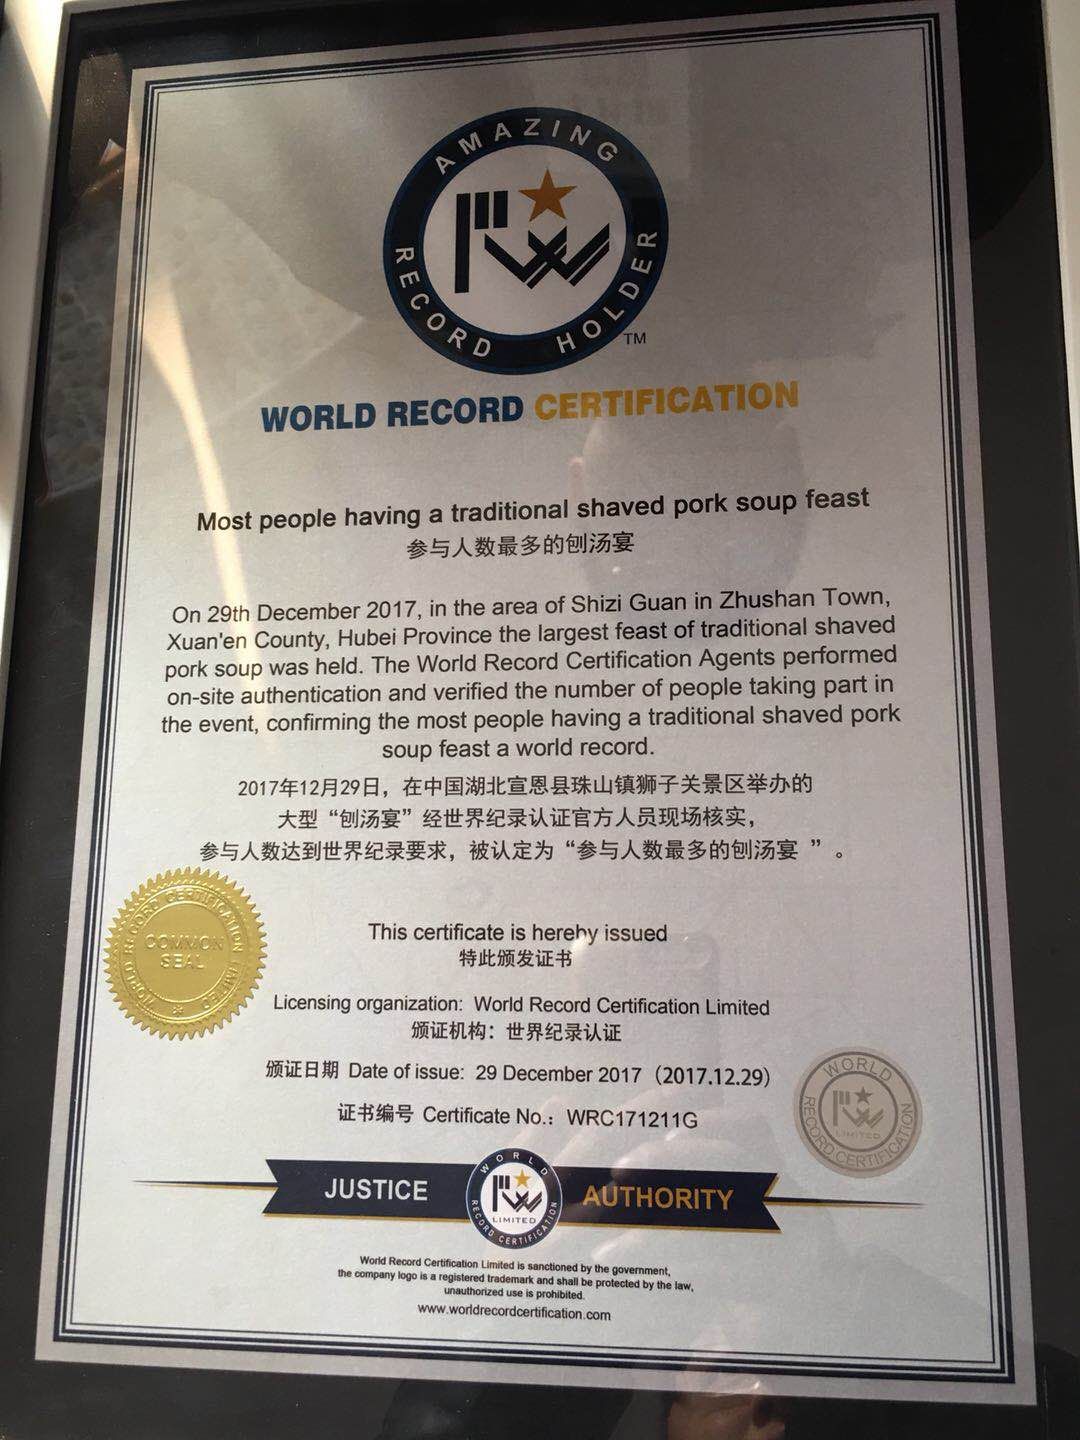 AMAZING
RECORD HOLDER
TM
WORLD RECORD CERTIFICATION
Most people having a traditional shaved pork soup feast
参与人数最多的刨汤宴
On 29th December 2017, in the area of Shizi Guan in Zhushan Town,
Xuan'en County, Hubei Province the largest feast of traditional shaved
pork soup was held. The World Record Certification Agents performed
on-site authentication and verified the number of people taking part in
the event, confirming the most people having a traditional shaved pork
soup feast a world record.
2017年12月29日，在中国湖北宣恩县珠山镇狮子关景区举办的
大型“刨汤宴”经世界纪录认证官方人员现场核实，
参与人数达到世界纪录要求，被认定为“参与人数最多的刨汤宴 ”。
WORLD RECORD CERTIFICATION LIMITED
COMMON
SEAL
This certificate is hereby issued
特此颁发证书
Licensing organization: World Record Certification Limited
颁证机构：世界纪录认证
颁证日期 Date of issue: 29 December 2017（2017.12.29）
证书编号 Certificate No.：WRC171211G
WORLD
LIMITED
RECORD CERTIFICATION
JUSTICE
WORLD
LIMITED
RECORD CERTIFICATION
AUTHORITY
World Record Certification Limited is sanctioned by the government,
the company logo is a registered trademark and shall be protected by the law,
unauthorized use is prohibited.
www.worldrecordcertification.com